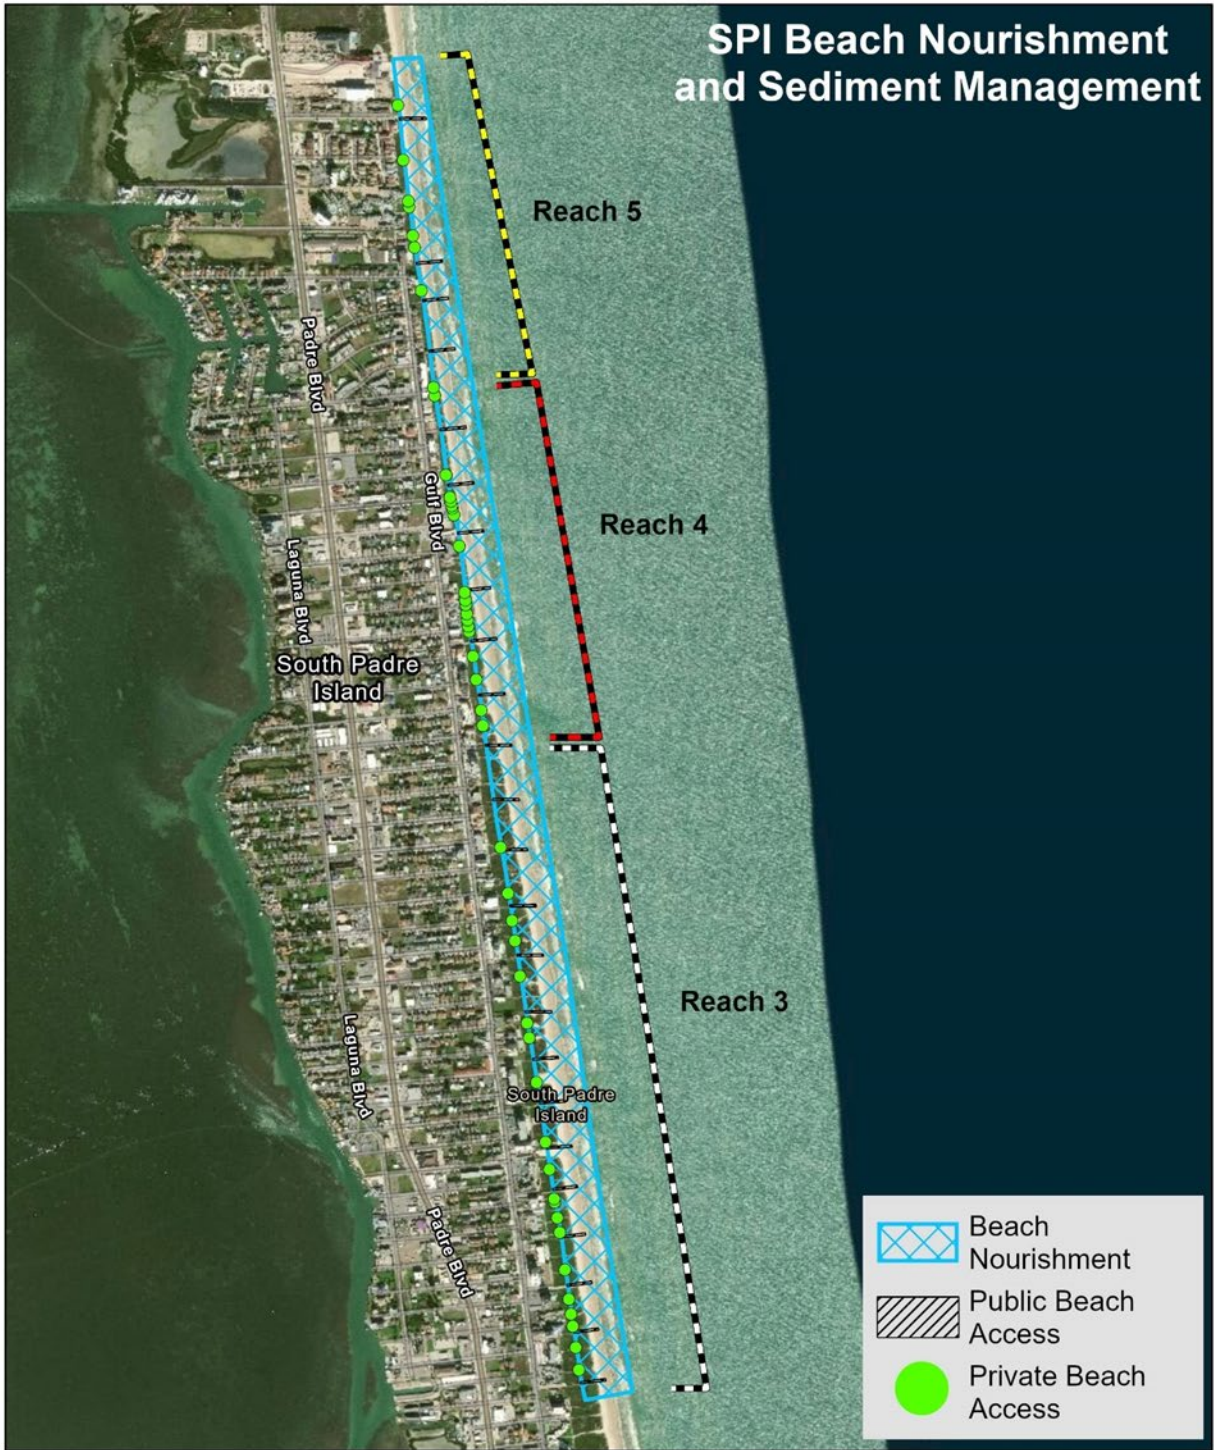 SPI Beach Nourishment
and Sediment Management
Reach 5
Padre Blvd
Gulf Blvd
Reach 4
Laguna Blvd
South Padre
Island
Reach 3
Laguna Blvd
South Padre
Island
Padre Blvd
Beach
Nourishment
Public Beach
Access
Private Beach
Access